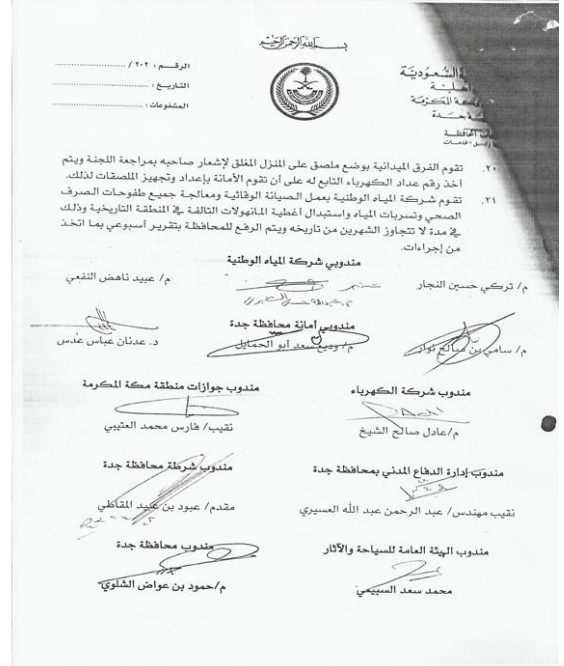 بسم الله الرحمن الرحيم
الرقم : ٢٠٢ / ..........
التاريخ : ..........
المشفوعات : ..........
السعودية
المكرمة
جدة
٢٠. تقوم الفرق الميدانية بوضع ملصق على المنزل المغلق لإشعار صاحبه بمراجعة اللجنة ويتم
أخذ رقم عداد الكهرباء التابع له على أن تقوم الأمانة بإعداد وتجهيز الملصقات لذلك.
٢١. تقوم شركة المياه الوطنية بعمل الصيانة الوقائية ومعالجة جميع طفوحات الصرف
الصحي وتسربات المياه واستبدال أغطية المانهولات التالفة في المنطقة التاريخية وذلك
في مدة لا تتجاوز الشهرين من تاريخه ويتم الرفع للمحافظة بتقرير أسبوعي بما اتخذ
من إجراءات.
مندوبي شركة المياه الوطنية
م/ تركي حسين النجار
م/ عبيد ناهض النفعي
مندوبي أمانة محافظة جدة
م/ سامي بن صالح نوار
م/ وديع سعد أبو الحمايل
د. عدنان عباس عدس
مندوب شركة الكهرباء
مندوب جوازات منطقة مكة المكرمة
م/عادل صالح الشيخ
نقيب/ فارس محمد العتيبي
مندوب إدارة الدفاع المدني بمحافظة جدة
مندوب شرطة محافظة جدة
نقيب مهندس/ عبد الرحمن عبد الله العسيري
مقدم/ عبود بن عبيد المقاطي
مندوب الهيئة العامة للسياحة والآثار
مندوب محافظة جدة
محمد سعد السبيعي
م/حمود بن عواض الشلوي